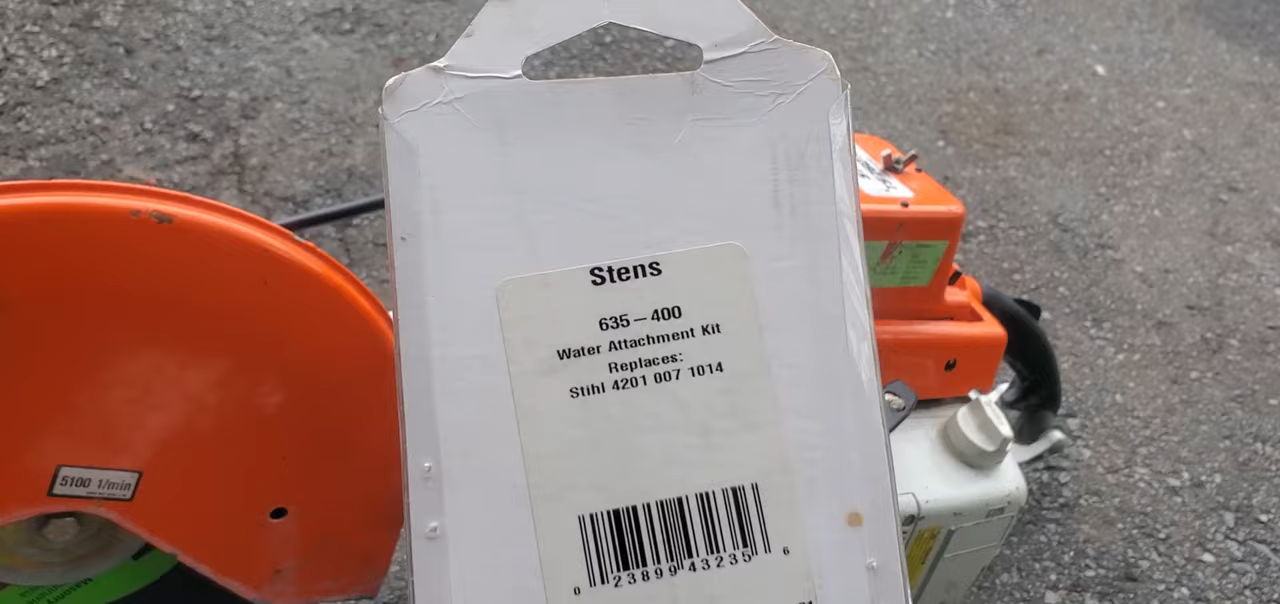 Stens
635-400
Water Attachment Kit
Replaces:
Stihl 4201 007 1014
0 23899 43235 6
5100 1/min